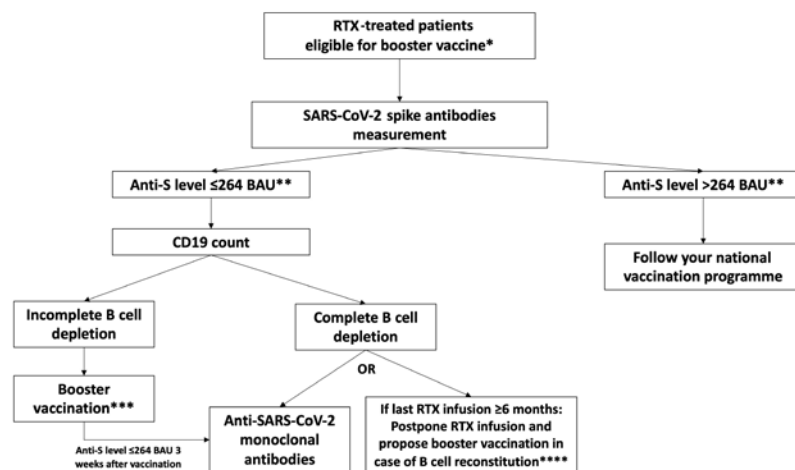 RTX-treated patients
eligible for booster vaccine*
SARS-CoV-2 spike antibodies
measurement
Anti-S level ≤264 BAU**
Anti-S level >264 BAU**
CD19 count
Follow your national
vaccination programme
Incomplete B cell
depletion
Complete B cell
depletion
OR
Booster
vaccination***
Anti-SARS-CoV-2
monoclonal
antibodies
If last RTX infusion ≥6 months:
Postpone RTX infusion and
propose booster vaccination in
case of B cell reconstitution****
Anti-S level ≤264 BAU 3
weeks after vaccination